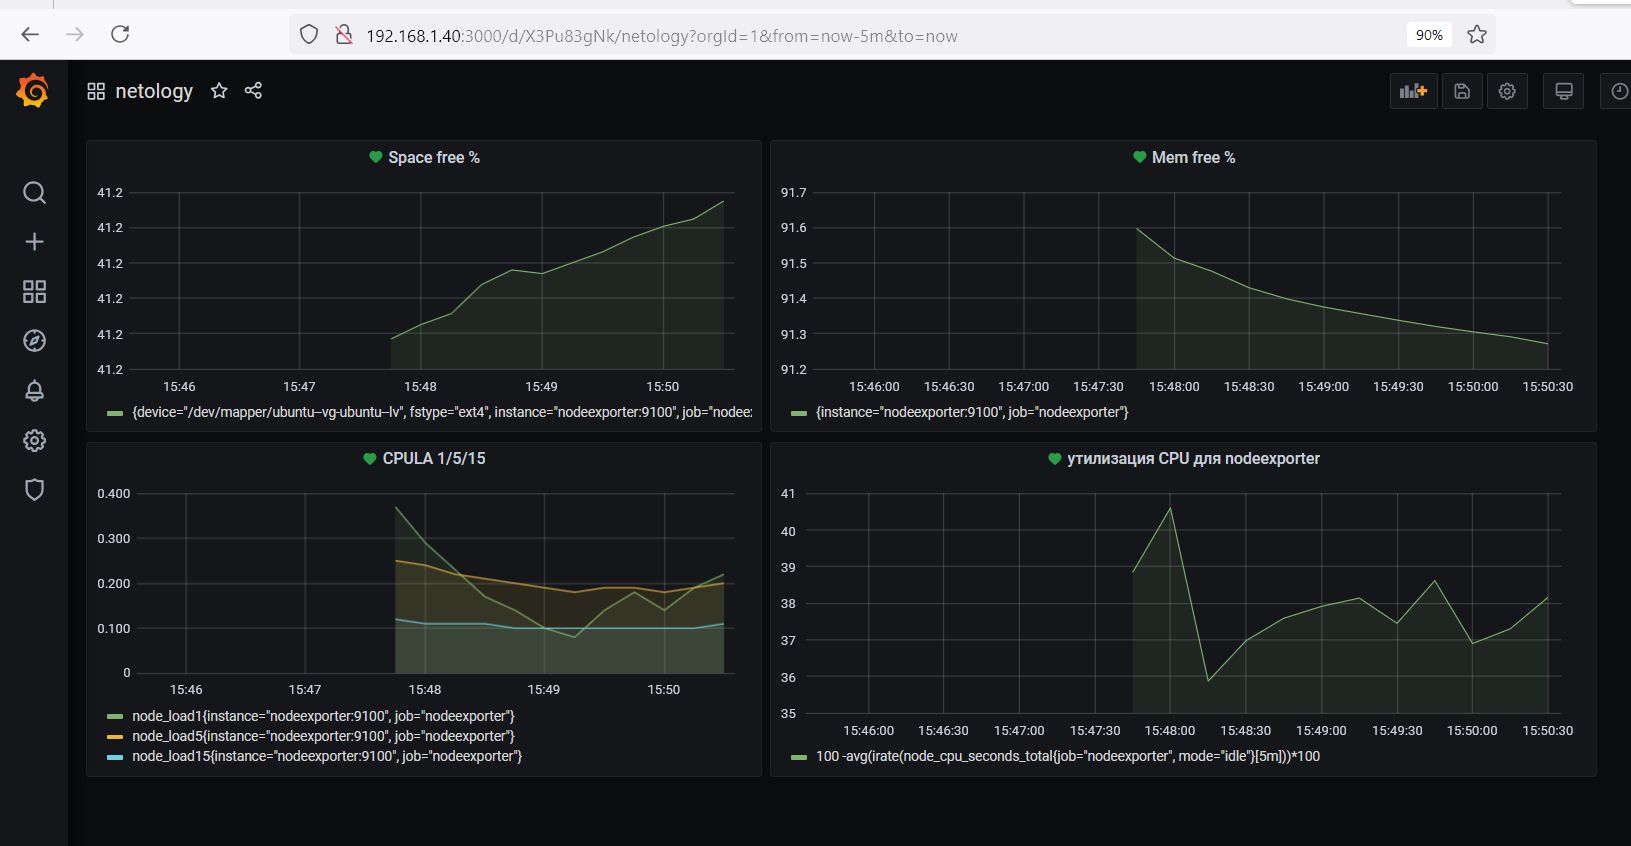 192.168.1.40:3000/d/X3Pu83gNk/netology?orgId=1&from=now-5m&to=now
90%
netology
Space free %
41.2
41.2
41.2
41.2
41.2
41.2
15:46 15:47 15:48 15:49 15:50
{device="/dev/mapper/ubuntu--vg-ubuntu--lv", fstype="ext4", instance="nodeexporter:9100", job="nodee:
Mem free %
91.7
91.6
91.5
91.4
91.3
91.2
15:46:00 15:46:30 15:47:00 15:47:30 15:48:00 15:48:30 15:49:00 15:49:30 15:50:00 15:50:30
{instance="nodeexporter:9100", job="nodeexporter"}
CPULA 1/5/15
0.400
0.300
0.200
0.100
0
15:46 15:47 15:48 15:49 15:50
node_load1{instance="nodeexporter:9100", job="nodeexporter"}
node_load5{instance="nodeexporter:9100", job="nodeexporter"}
node_load15{instance="nodeexporter:9100", job="nodeexporter"}
утилизация CPU для nodeexporter
41
40
39
38
37
36
35
15:46:00 15:46:30 15:47:00 15:47:30 15:48:00 15:48:30 15:49:00 15:49:30 15:50:00 15:50:30
100 -avg(irate(node_cpu_seconds_total{job="nodeexporter", mode="idle"}[5m]))*100